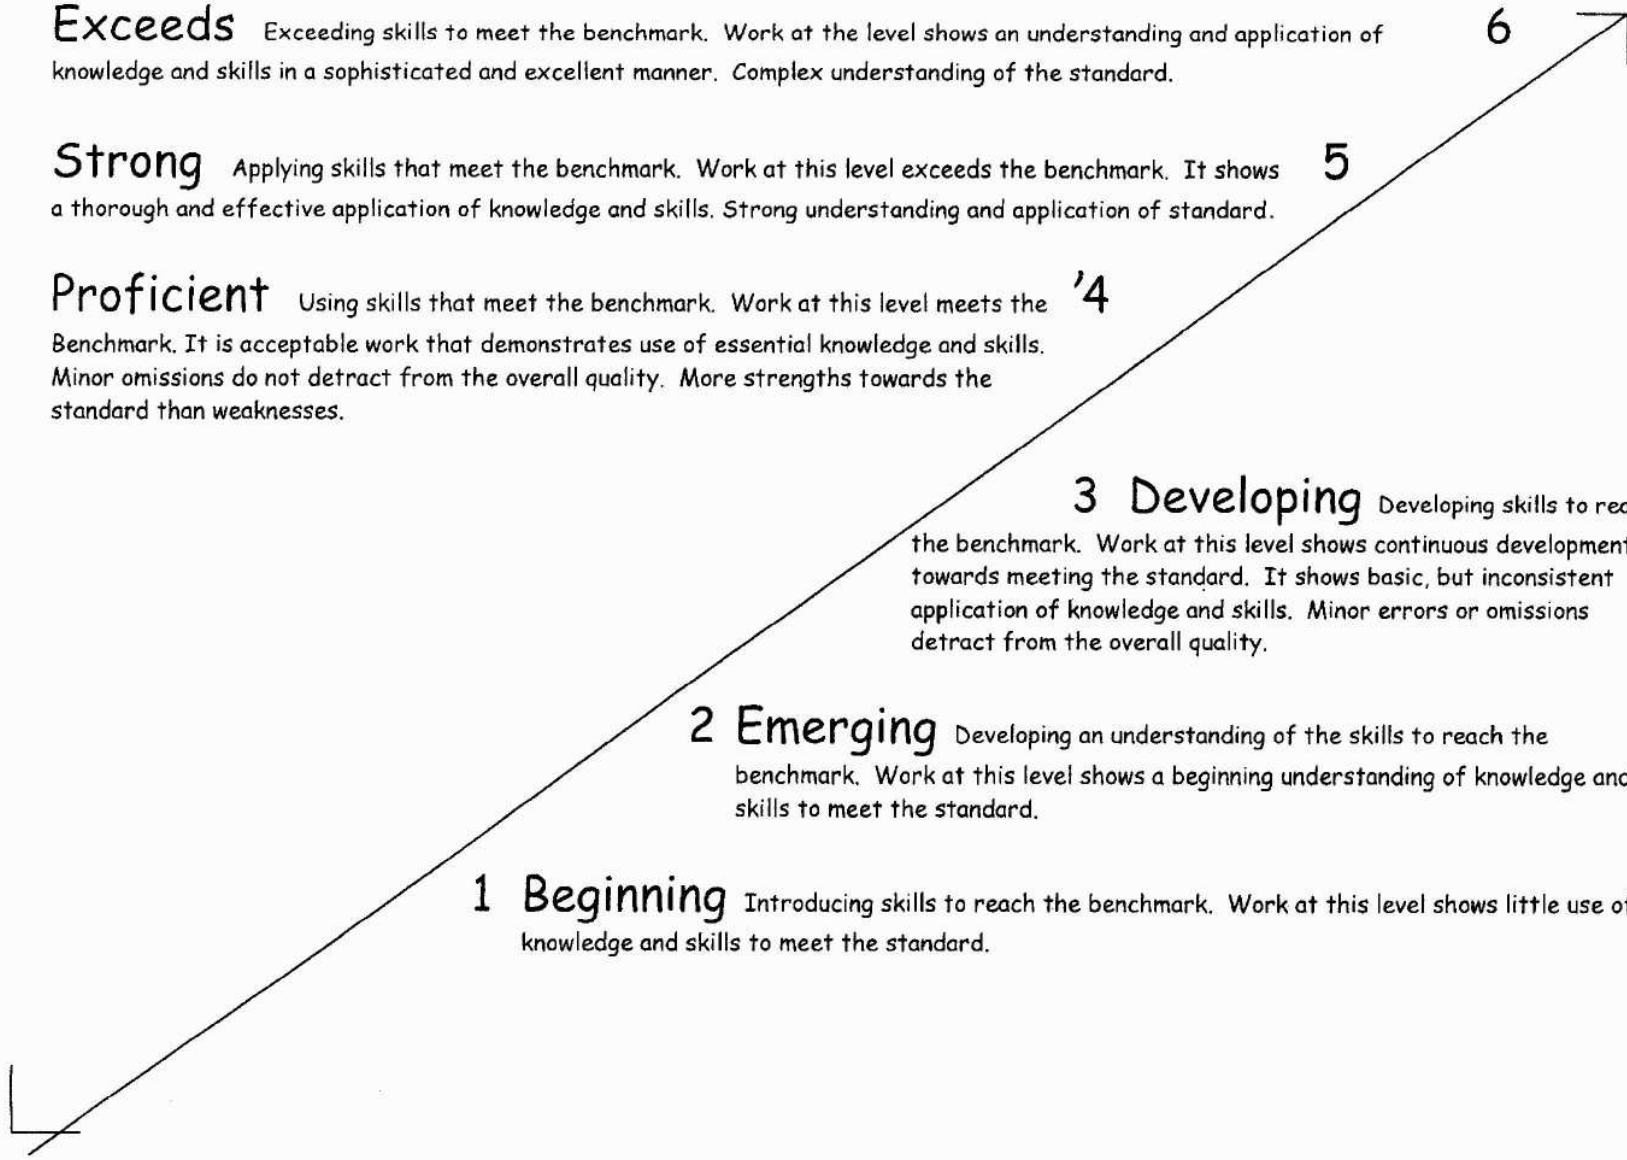 Exceeds Exceeding skills to meet the benchmark. Work at the level shows an understanding and application of 6
knowledge and skills in a sophisticated and excellent manner. Complex understanding of the standard.
Strong Applying skills that meet the benchmark. Work at this level exceeds the benchmark. It shows 5
a thorough and effective application of knowledge and skills. Strong understanding and application of standard.
Proficient Using skills that meet the benchmark. Work at this level meets the '4
Benchmark. It is acceptable work that demonstrates use of essential knowledge and skills.
Minor omissions do not detract from the overall quality. More strengths towards the
standard than weaknesses.
3 Developing Developing skills to
the benchmark. Work at this level shows continuous development
towards meeting the standard. It shows basic, but inconsistent
application of knowledge and skills. Minor errors or omissions
detract from the overall quality.
2 Emerging Developing an understanding of the skills to reach the
benchmark. Work at this level shows a beginning understanding of knowledge and
skills to meet the standard.
1 Beginning Introducing skills to reach the benchmark. Work at this level shows little use of
knowledge and skills to meet the standard.